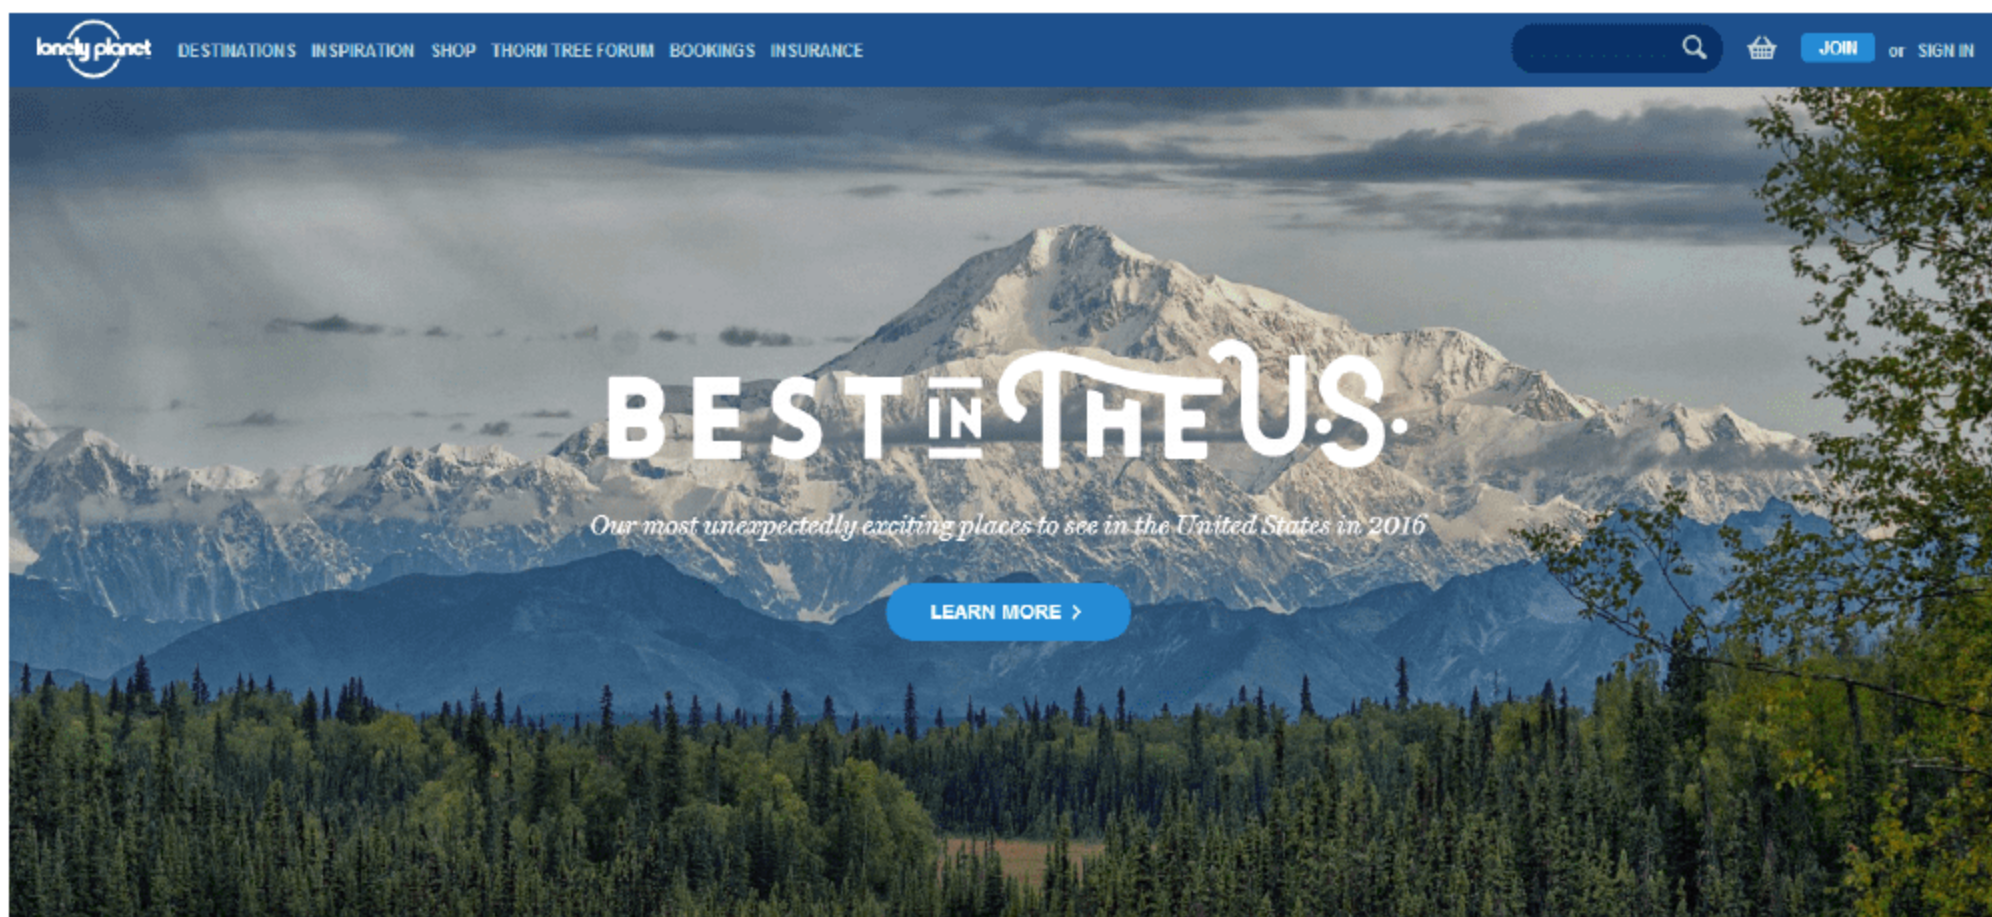 lonely planet DESTINATIONS INSPIRATION SHOP THORN TREE FORUM BOOKINGS INSURANCE JOIN or SIGN IN
BEST IN THE U.S.
Our most unexpectedly exciting places to see in the United States in 2016
LEARN MORE >